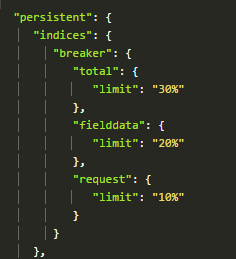 "persistent": {
"indices": {
"breaker": {
"total": {
"limit": "30%"
},
"fielddata": {
"limit": "20%"
},
"request": {
"limit": "10%"
}
}
},